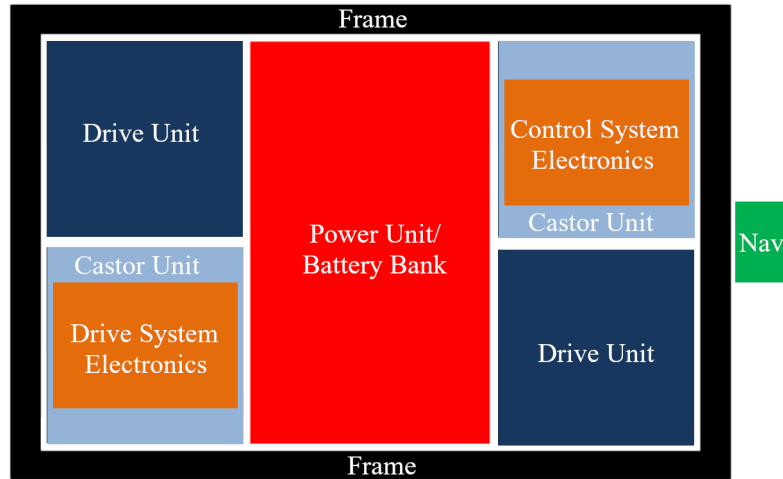 Frame
Drive Unit
Control System
Electronics
Castor Unit
Power Unit/
Battery Bank
Nav
Castor Unit
Drive System
Electronics
Drive Unit
Frame